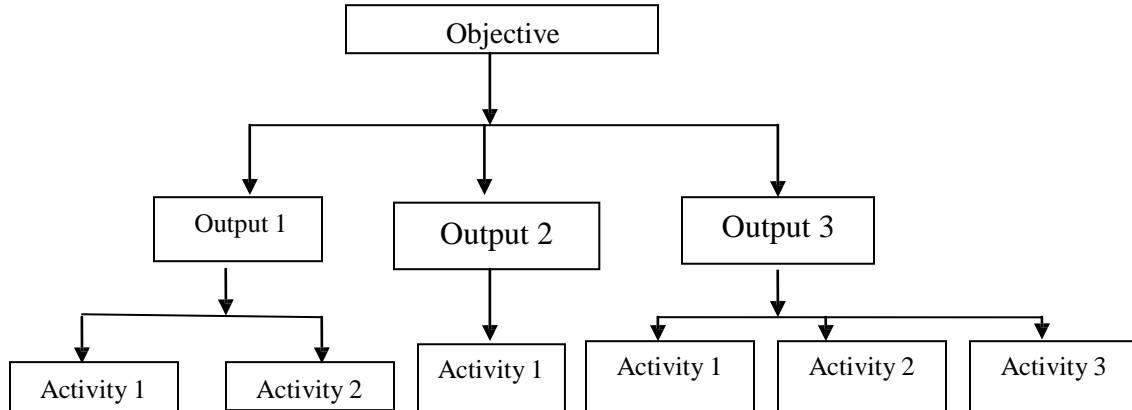 Objective
Output 1
Output 2
Output 3
Activity 1
Activity 2
Activity 1
Activity 1
Activity 2
Activity 3